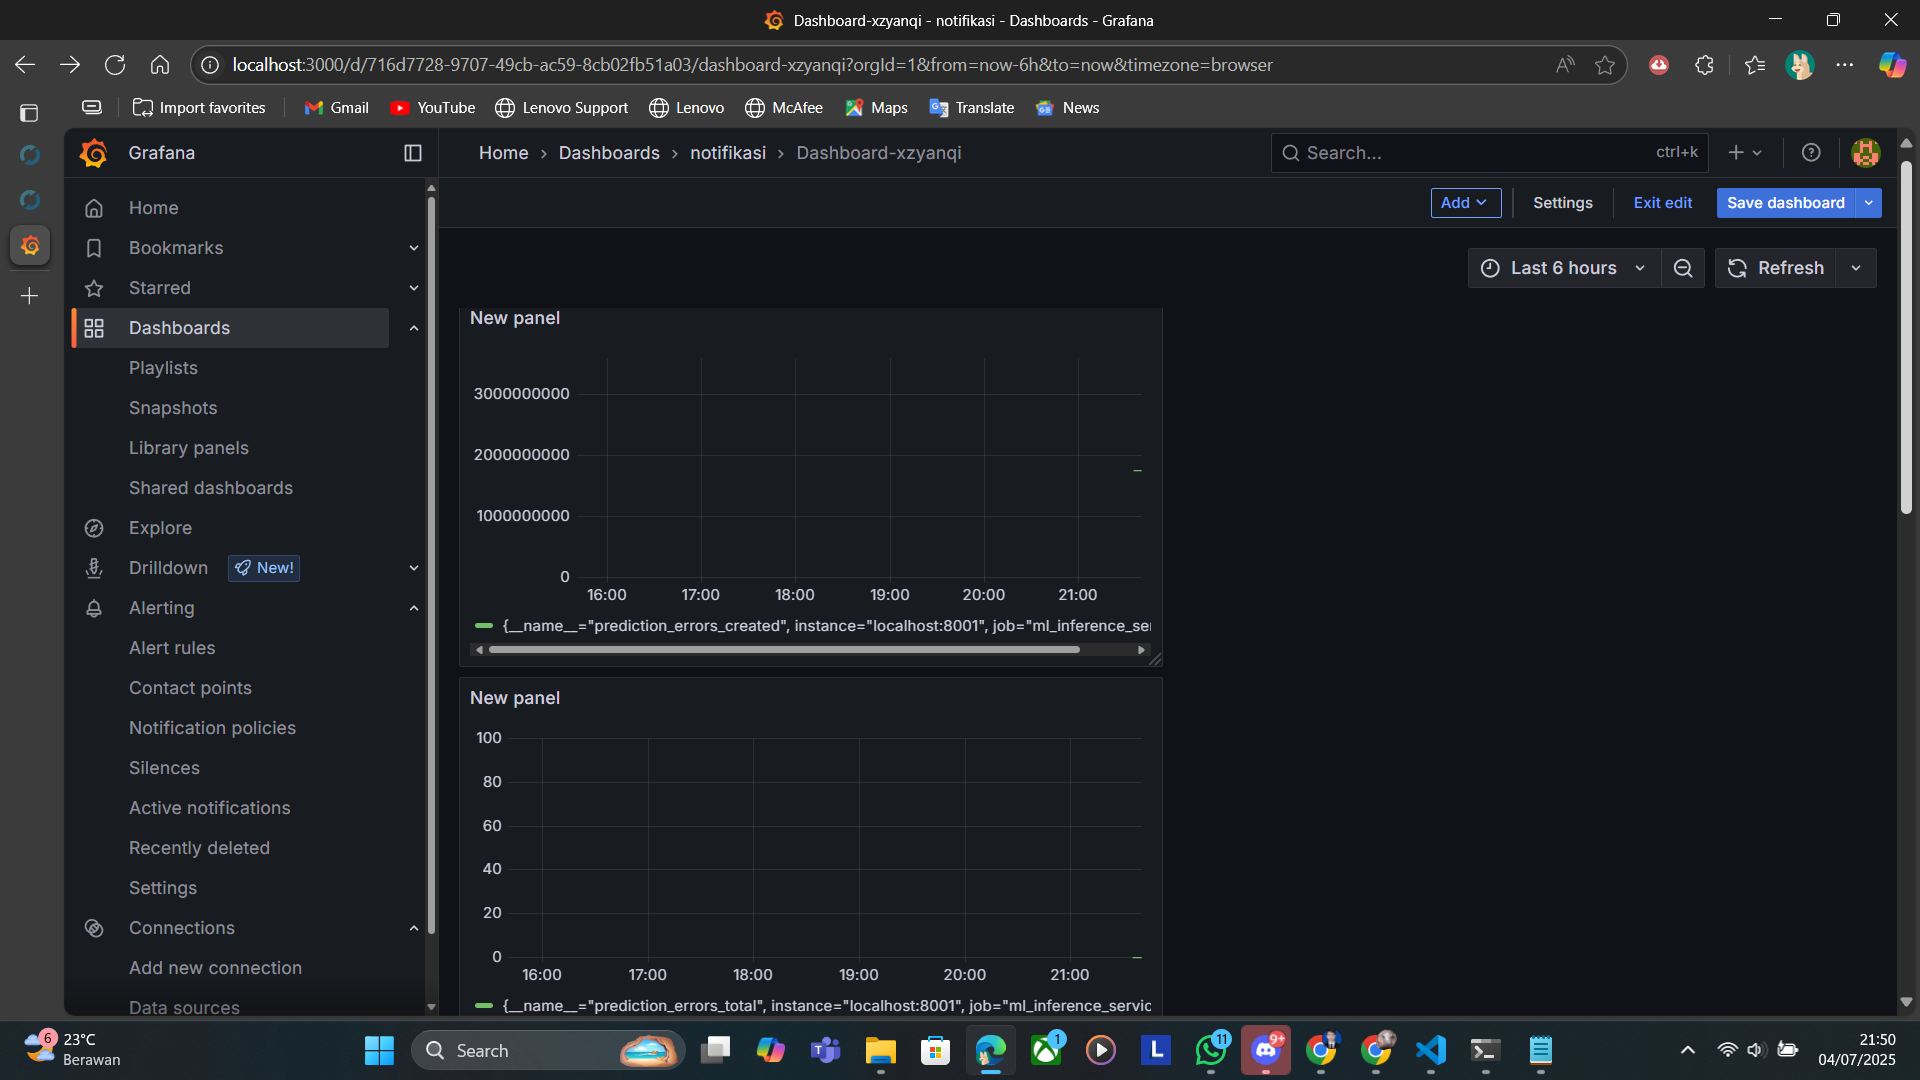 Dashboard-xzyanqi - notifikasi - Dashboards - Grafana
localhost:3000/d/716d7728-9707-49cb-ac59-8cb02fb51a03/dashboard-xzyanqi?orgId=1&from=now-6h&to=now&timezone=browser
Import favorites
Gmail
YouTube
Lenovo Support
Lenovo
McAfee
Maps
Translate
News
Grafana
Home › Dashboards › notifikasi › Dashboard-xzyanqi
Search...
ctrl+k
Add
Settings
Exit edit
Save dashboard
Last 6 hours
Refresh
Home
Bookmarks
Starred
Dashboards
Playlists
Snapshots
Library panels
Shared dashboards
Explore
Drilldown New!
Alerting
Alert rules
Contact points
Notification policies
Silences
Active notifications
Recently deleted
Settings
Connections
Add new connection
Data sources
New panel
3000000000
2000000000
1000000000
0
16:00 17:00 18:00 19:00 20:00 21:00
{__name__="prediction_errors_created", instance="localhost:8001", job="ml_inference_se
New panel
100
80
60
40
20
0
16:00 17:00 18:00 19:00 20:00 21:00
{__name__="prediction_errors_total", instance="localhost:8001", job="ml_inference_servic
6
23°C
Berawan
Search
1
L
11
9+
21:50
04/07/2025